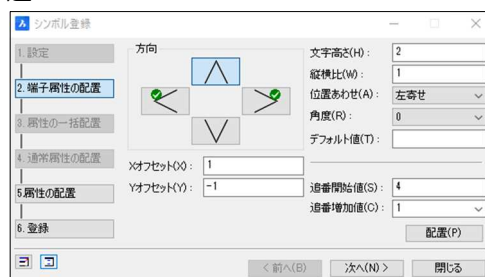 シンボル登録
1. 設定
2. 端子属性の配置
3. 属性の一括配置
4. 通常属性の配置
5.属性の配置
6. 登録
方向
Xオフセット(X) : 1
Yオフセット(Y) : -1
文字高さ(H) : 2
縦横比(W) : 1
位置あわせ(A) : 左寄せ
角度(R) : 0
デフォルト値(T) :
追番開始値(S) : 4
追番増加値(C) : 1
配置(P)
< 前へ(B)
次へ(N) >
閉じる